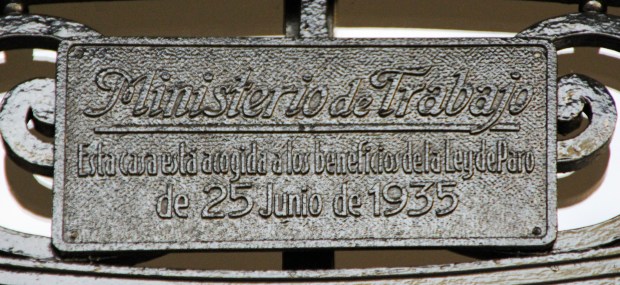 Ministerio de Trabajo
Esta casa está acogida a los beneficios de la Ley de Paro
de 25 Junio de 1935